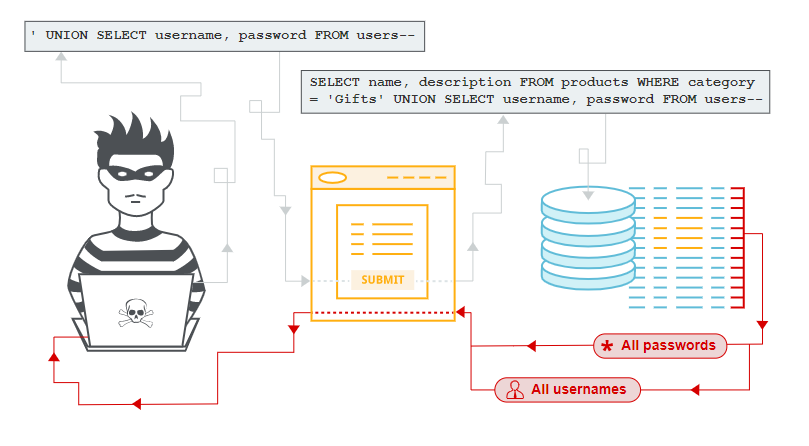 ' UNION SELECT username, password FROM users--
SELECT name, description FROM products WHERE category
= 'Gifts' UNION SELECT username, password FROM users--
SUBMIT
* All passwords
All usernames